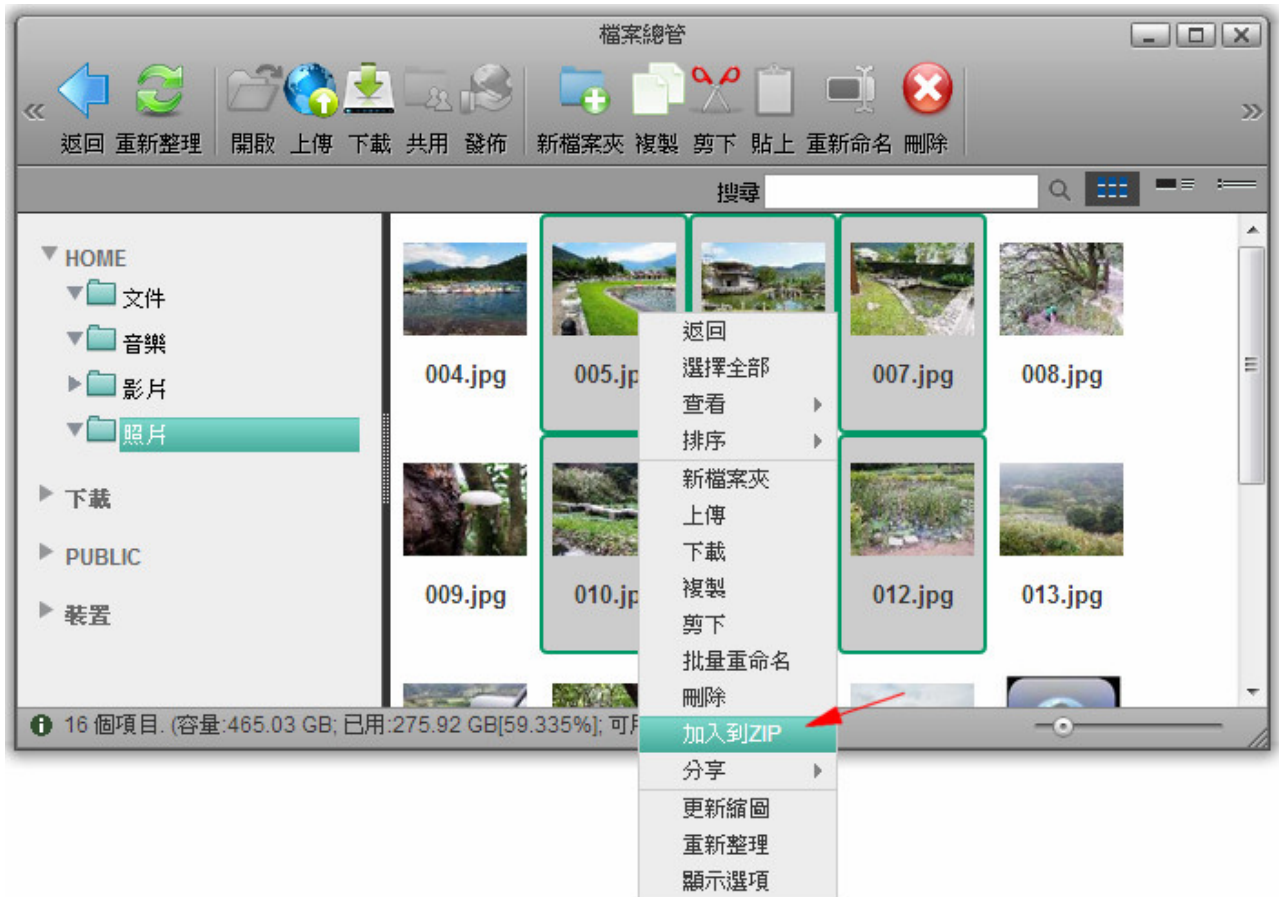 檔案總管
返回 重新整理 開啟 上傳 下載 共用 發佈 新檔案夾 複製 剪下 貼上 重新命名 刪除
搜尋
HOME
文件
音樂
影片
照片
下載
PUBLIC
裝置
004.jpg 005.jp 007.jpg 008.jpg
009.jpg 010.jp 012.jpg 013.jpg
返回
選擇全部
查看
排序
新檔案夾
上傳
下載
複製
剪下
批量重命名
刪除
加入到ZIP
分享
更新縮圖
重新整理
顯示選項
16 個項目. (容量:465.03 GB; 已用:275.92 GB[59.335%]; 可